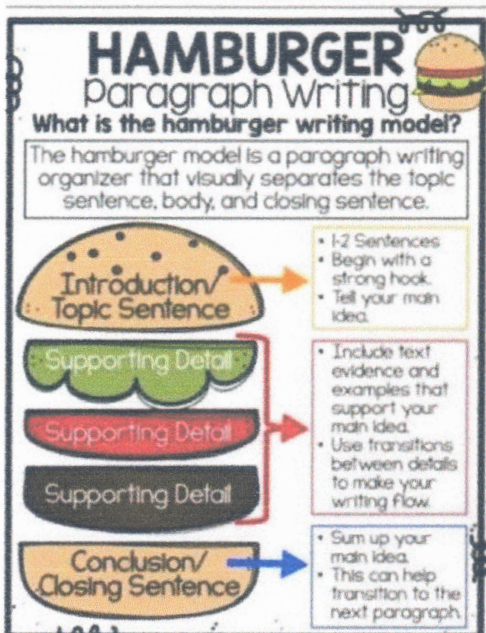 HAMBURGER
Paragraph Writing
What is the hamburger writing model?
The hamburger model is a paragraph writing
organizer that visually separates the topic
sentence, body, and closing sentence.
Introduction/
Topic Sentence
• 1-2 Sentences
• Begin with a
strong hook.
• Tell your main
idea.
Supporting Detail
Supporting Detail
Supporting Detail
• Include text
evidence and
examples that
support your
main idea.
• Use transitions
between details
to make your
writing flow.
Conclusion/
Closing Sentence
• Sum up your
main idea.
• This can help
transition to the
next paragraph.